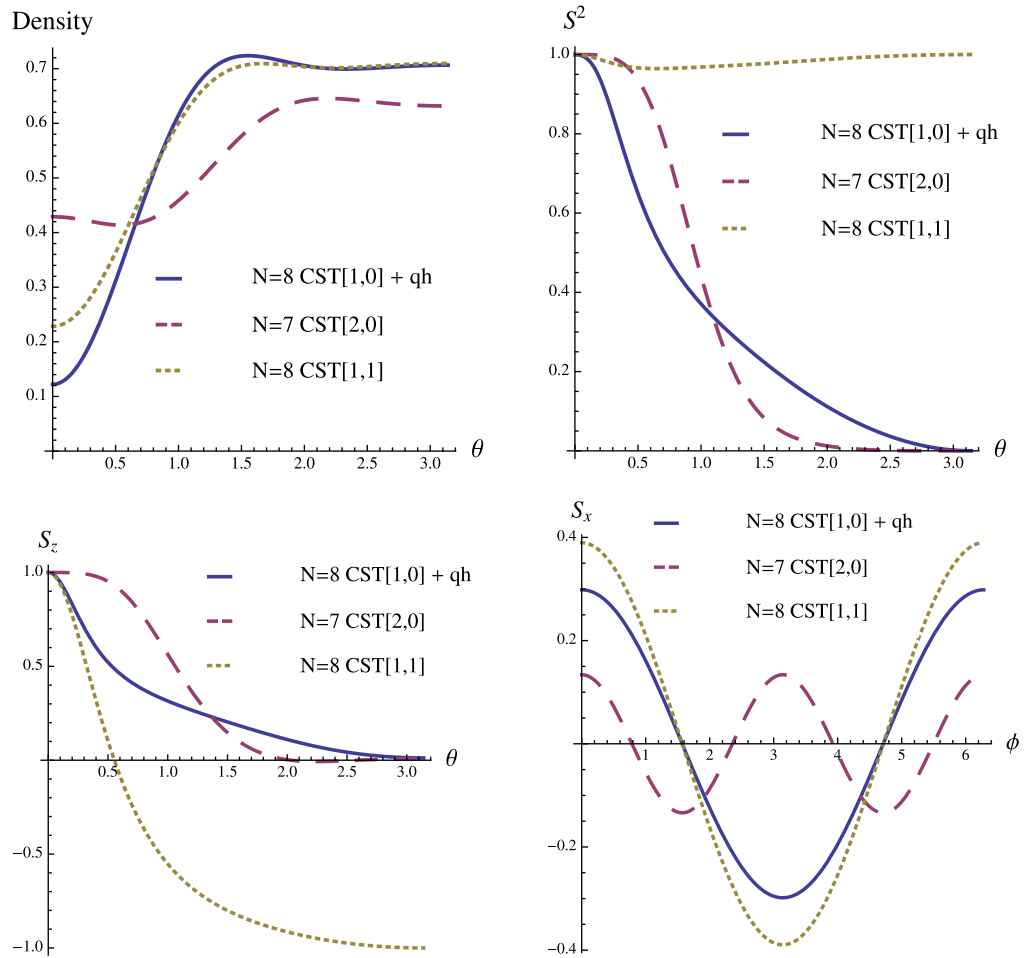 Density
0.7
0.6
0.5
0.4
0.3
0.2
0.1
0.5 1.0 1.5 2.0 2.5 3.0 θ
N=8 CST[1,0] + qh
N=7 CST[2,0]
N=8 CST[1,1]
S²
1.0
0.8
0.6
0.4
0.2
0.5 1.0 1.5 2.0 2.5 3.0 θ
N=8 CST[1,0] + qh
N=7 CST[2,0]
N=8 CST[1,1]
S_z
1.0
0.5
−0.5
−1.0
0.5 1.0 1.5 2.0 2.5 3.0 θ
N=8 CST[1,0] + qh
N=7 CST[2,0]
N=8 CST[1,1]
S_x
0.4
0.2
−0.2
−0.4
1 2 3 4 5 6 ϕ
N=8 CST[1,0] + qh
N=7 CST[2,0]
N=8 CST[1,1]